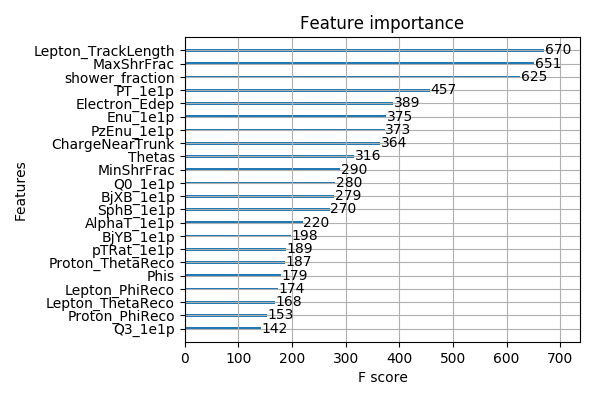 Feature importance
Lepton_TrackLength 670
MaxShrFrac 651
shower_fraction 625
PT_1e1p 457
Electron_Edep 389
Enu_1e1p 375
PzEnu_1e1p 373
ChargeNearTrunk 364
Thetas 316
MinShrFrac 290
Q0_1e1p 280
BjXB_1e1p 279
SphB_1e1p 270
AlphaT_1e1p 220
BjYB_1e1p 198
pTRat_1e1p 189
Proton_ThetaReco 187
Phis 179
Lepton_PhiReco 174
Lepton_ThetaReco 168
Proton_PhiReco 153
Q3_1e1p 142
Features
0 100 200 300 400 500 600 700
F score